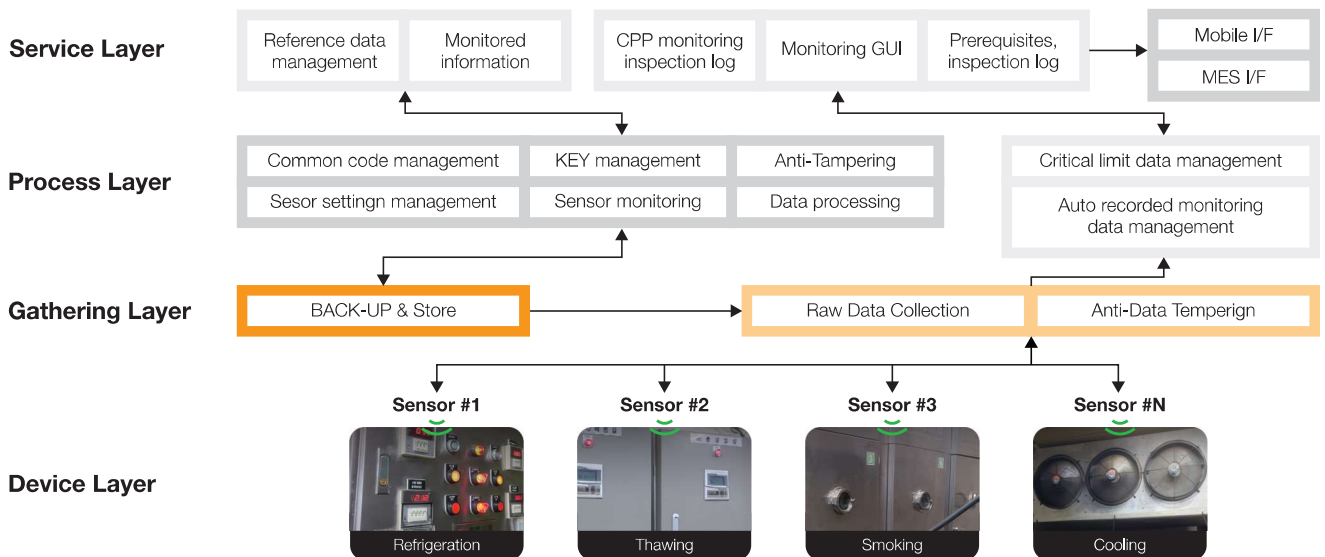 Service Layer
Reference data
management
Monitored
information
CPP monitoring
inspection log
Monitoring GUI
Prerequisites,
inspection log
Mobile I/F
MES I/F
Process Layer
Common code management
KEY management
Anti-Tampering
Sesor settingn management
Sensor monitoring
Data processing
Critical limit data management
Auto recorded monitoring
data management
Gathering Layer
BACK-UP & Store
Raw Data Collection
Anti-Data Temperign
Sensor #1
Sensor #2
Sensor #3
Sensor #N
Device Layer
Refrigeration
Thawing
Smoking
Cooling